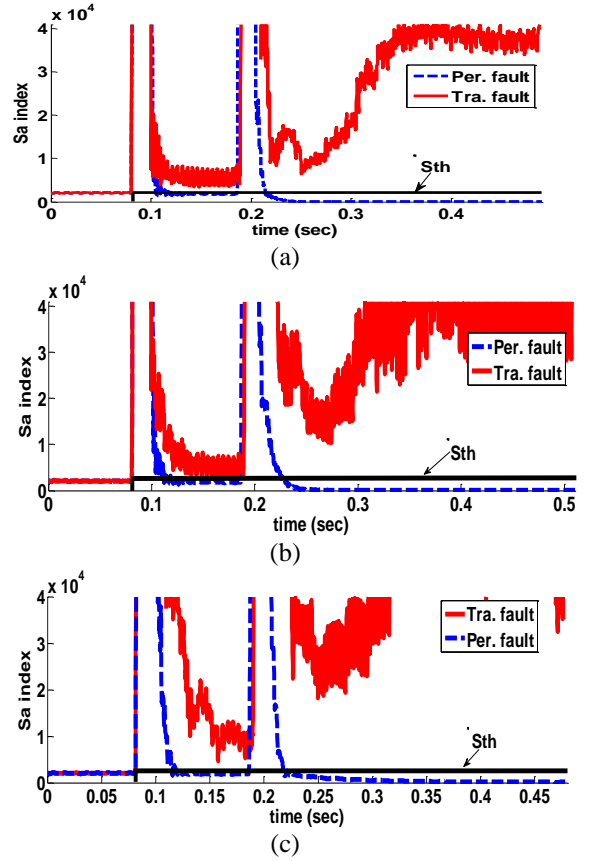 x 10^4
4
3
2
1
0
Sa index
Per. fault
Tra. fault
Sth
0 0.1 0.2 0.3 0.4
time (sec)
(a)
x 10^4
4
3
2
1
0
Sa index
Per. fault
Tra. fault
Sth
0 0.1 0.2 0.3 0.4 0.5
time (sec)
(b)
x 10^4
4
3
2
1
0
Sa index
Tra. fault
Per. fault
Sth
0 0.05 0.1 0.15 0.2 0.25 0.3 0.35 0.4 0.45
time (sec)
(c)